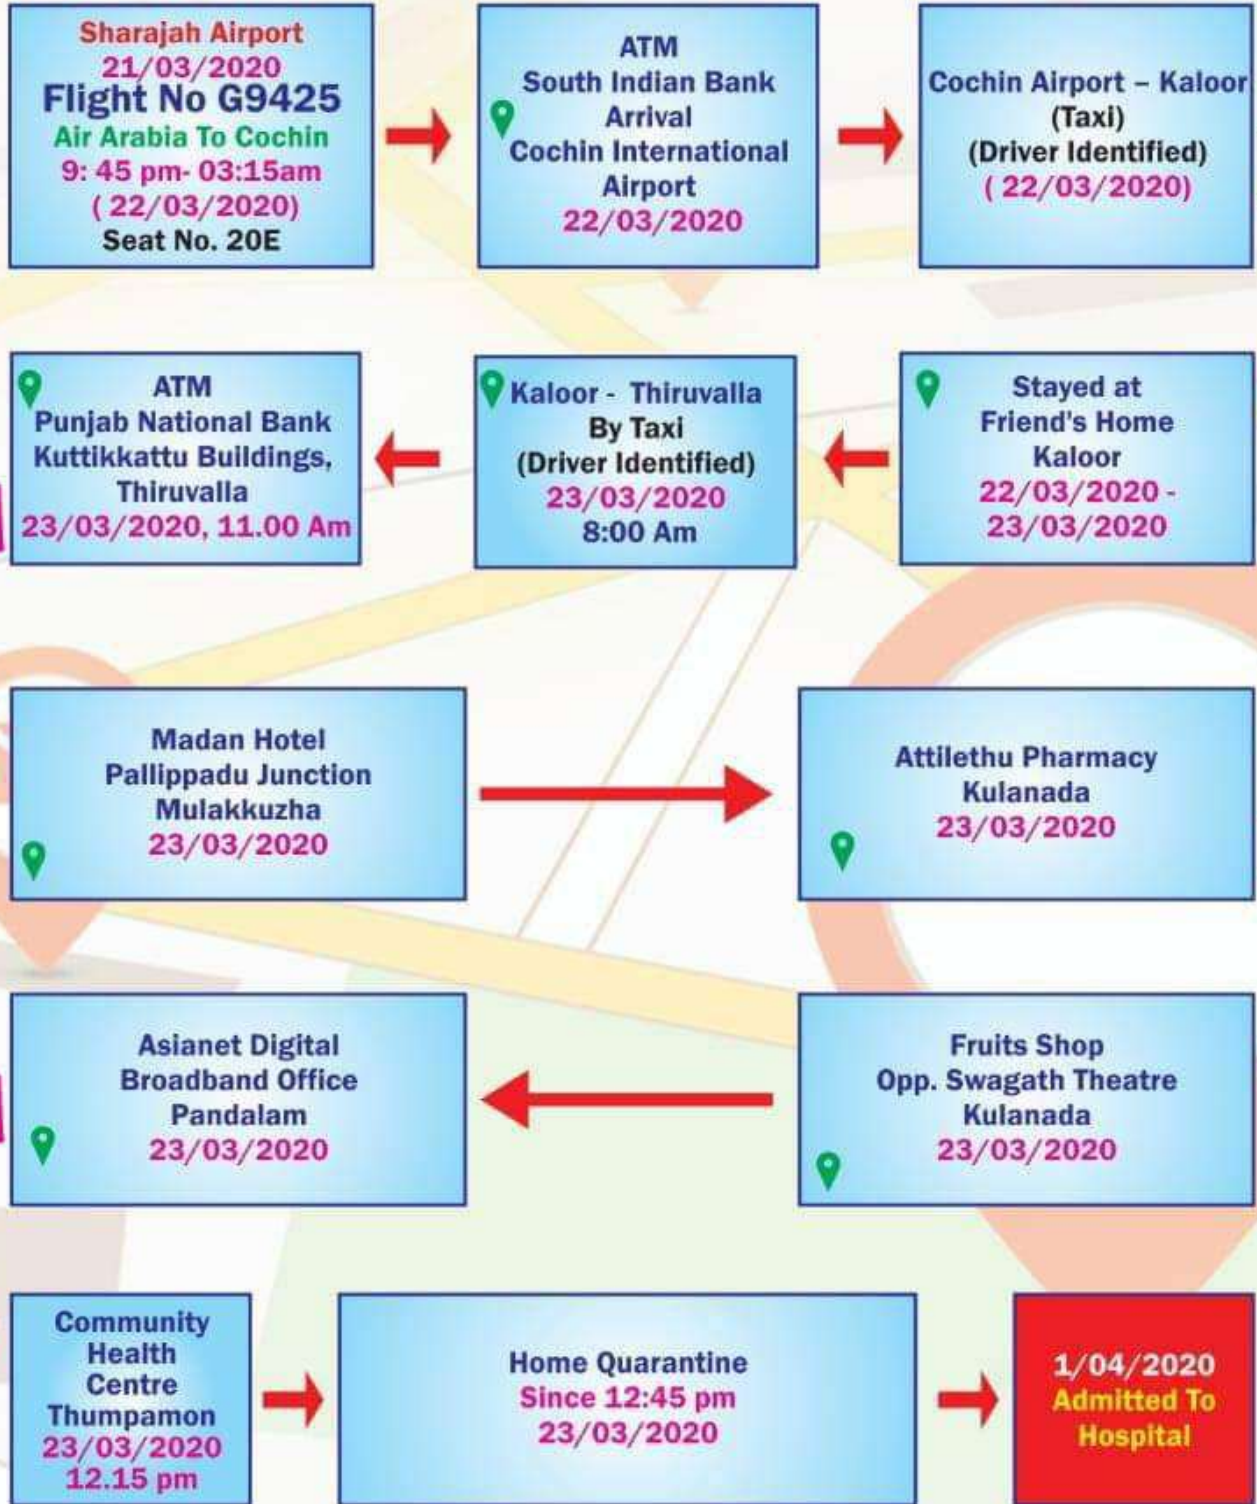 Sharajah Airport
21/03/2020
Flight No G9425
Air Arabia To Cochin
9: 45 pm- 03:15am
( 22/03/2020)
Seat No. 20E
ATM
South Indian Bank
Arrival
Cochin International
Airport
22/03/2020
Cochin Airport – Kaloor
(Taxi)
(Driver Identified)
( 22/03/2020)
Stayed at
Friend's Home
Kaloor
22/03/2020 -
23/03/2020
Kaloor - Thiruvalla
By Taxi
(Driver Identified)
23/03/2020
8:00 Am
ATM
Punjab National Bank
Kuttikkattu Buildings,
Thiruvalla
23/03/2020, 11.00 Am
Madan Hotel
Pallippadu Junction
Mulakkuzha
23/03/2020
Attilethu Pharmacy
Kulanada
23/03/2020
Fruits Shop
Opp. Swagath Theatre
Kulanada
23/03/2020
Asianet Digital
Broadband Office
Pandalam
23/03/2020
Community
Health
Centre
Thumpamon
23/03/2020
12.15 pm
Home Quarantine
Since 12:45 pm
23/03/2020
1/04/2020
Admitted To
Hospital